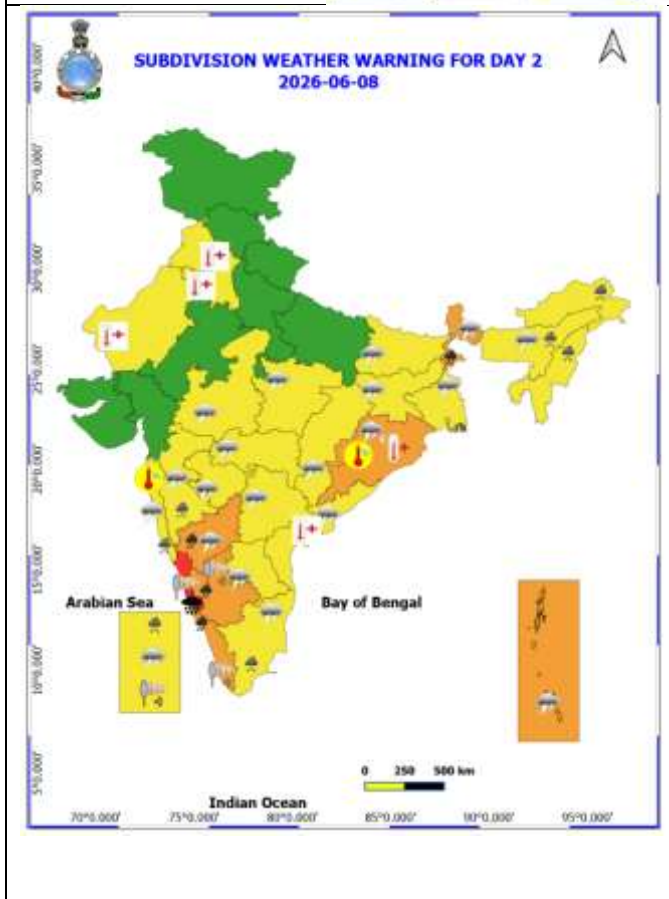 SUBDIVISION WEATHER WARNING FOR DAY 2
2026-06-08
40°0.000'
35°0.000'
30°0.000'
25°0.000'
20°0.000'
15°0.000'
10°0.000'
5°0.000'
Arabian Sea
Bay of Bengal
0 250 500 km
Indian Ocean
70°0.000' 75°0.000' 80°0.000' 85°0.000' 90°0.000' 95°0.000'